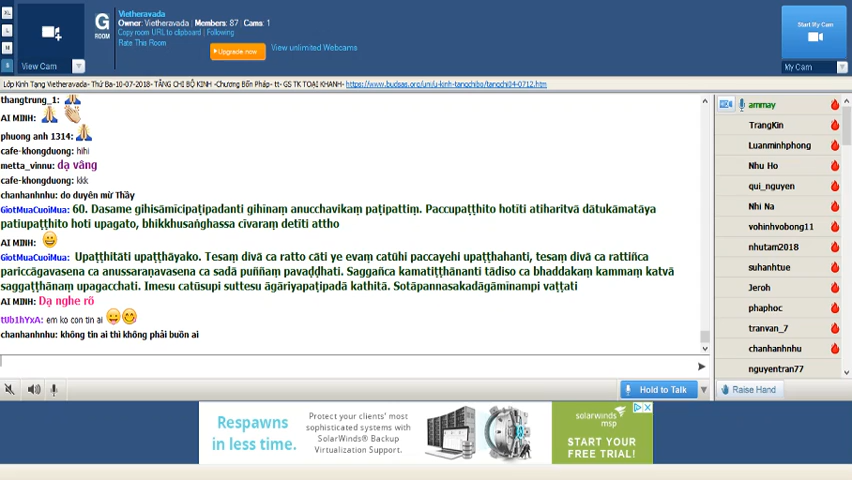 XL
L
M
S
View Cam
G
ROOM
Vietheravada
Owner: Vietheravada | Members: 87 | Cams: 1
Copy room URL to clipboard | Following
Rate This Room
Upgrade now
View unlimited Webcams
Start My Cam
My Cam
Lớp Kinh Tạng Vietheravada- Thứ Ba-10-07-2018- TĂNG CHI BỘ KINH -Chương Bốn Pháp- tt- GS TK TOẠI KHANH- https://www.budsas.org/uni/u-kinh-tangchibo/tangchi04-0712.htm
thangtrung_1:
AI MINH:
phuong anh 1314:
cafe-khongduong: hihi
metta_vinnu: dạ vâng
cafe-khongduong: kkk
chanhanhnhu: do duyên mừ Thầy
GiotMuaCuoiMua: 60. Dasame gihisāmīcipaṭipadanti gihīnaṃ anucchavikaṃ paṭipattiṃ. Paccupaṭṭhito hotīti atiharitvā dātukāmatāya
patiupaṭṭhito hoti upagato, bhikkhusaṅghassa cīvaraṃ detīti attho
AI MINH:
GiotMuaCuoiMua: Upaṭṭhitāti upaṭṭhāyako. Tesaṃ divā ca ratto cāti ye evaṃ catūhi paccayehi upaṭṭhahanti, tesaṃ divā ca rattiñca
pariccāgavasena ca anussaraṇavasena ca sadā puññaṃ pavaḍḍhati. Saggañca kamatiṭṭhānanti tādiso ca bhaddakaṃ kammaṃ katvā
saggaṭṭhānaṃ upagacchati. Imesu catūsupi suttesu āgāriyapaṭipadā kathitā. Sotāpannasakadāgāminampi vaṭṭati
AI MINH: Dạ nghe rõ
tUb1hYxA: em ko con tin ai
chanhanhnhu: không tin ai thì không phải buồn ai
Hold to Talk
ammay
TrangKin
Luanminhphong
Nhu Ho
qui_nguyen
Nhi Na
vohinhvobong11
nhutam2018
suhanhtue
Jeroh
phaphoc
tranvan_7
chanhanhnhu
nguyentran77
Raise Hand
Respawns
in less time.
Protect your clients' most
sophisticated systems with
SolarWinds® Backup
Virtualization Support.
solarwinds
msp
START YOUR
FREE TRIAL!